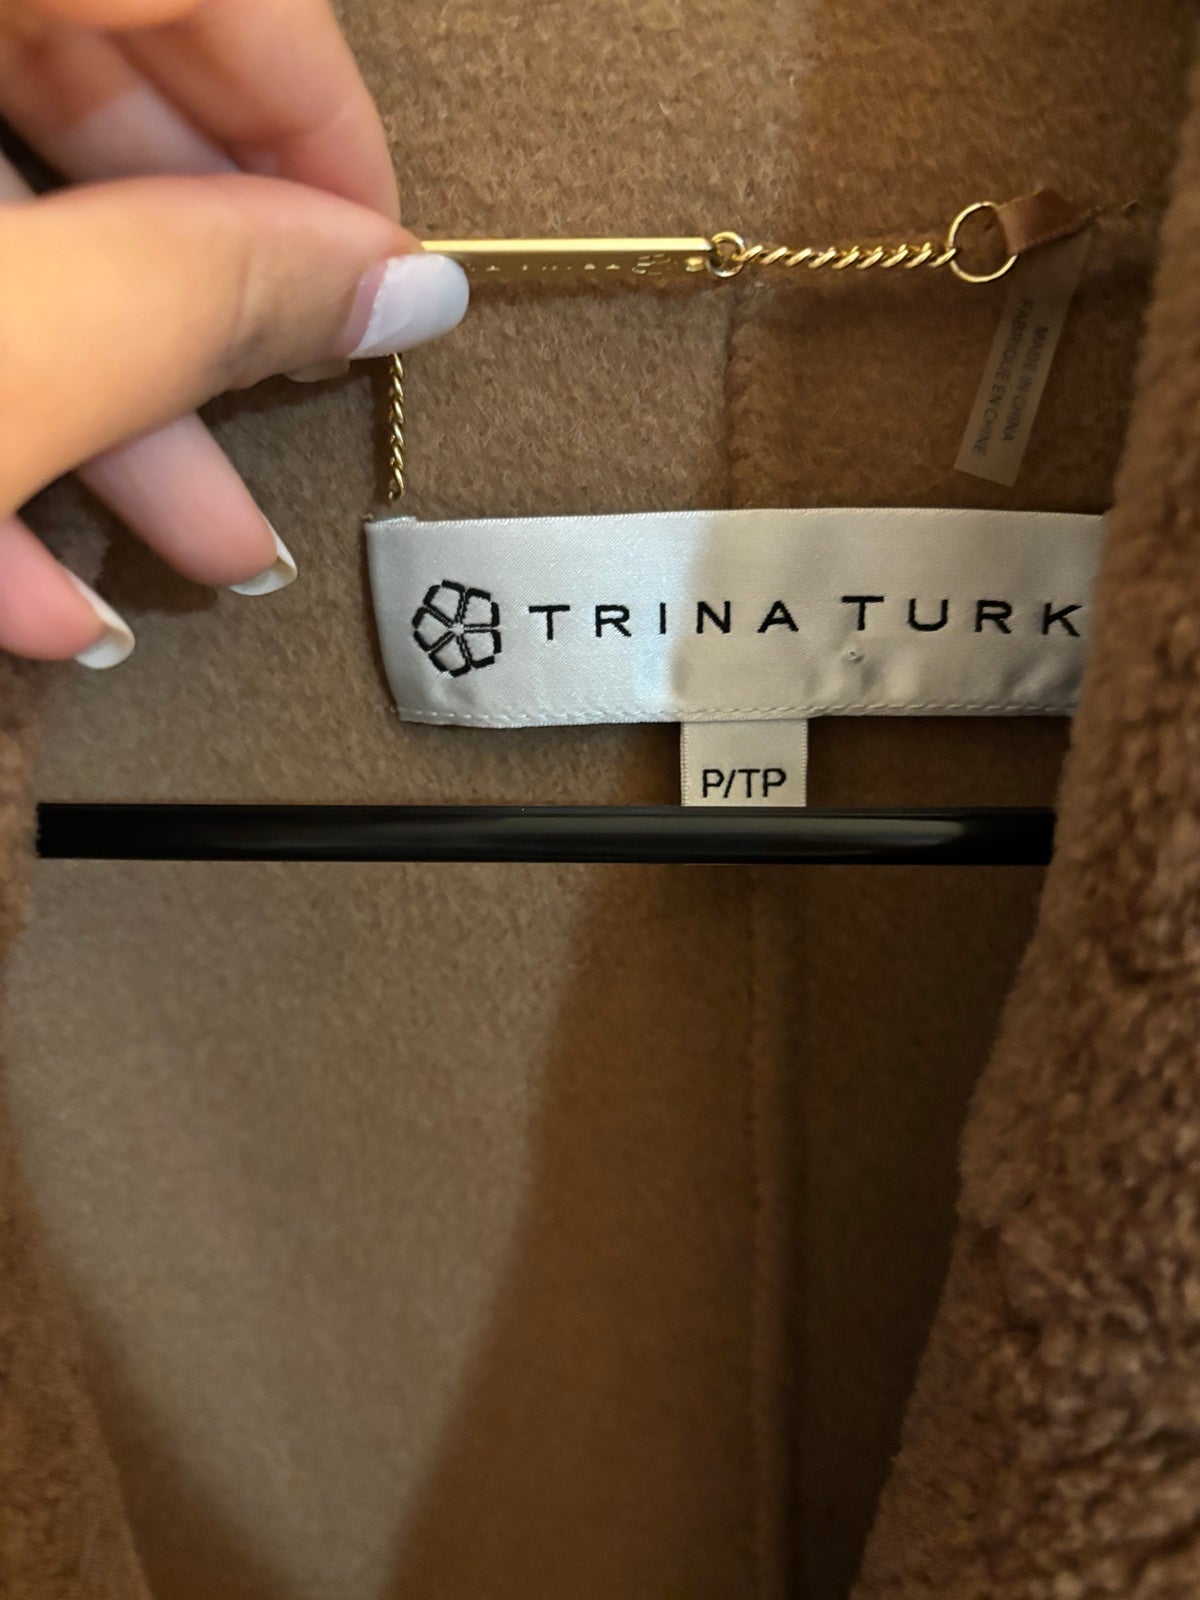 MADE IN CHINA
FABRIQUÉ EN CHINE
TRINA TURK
P/TP